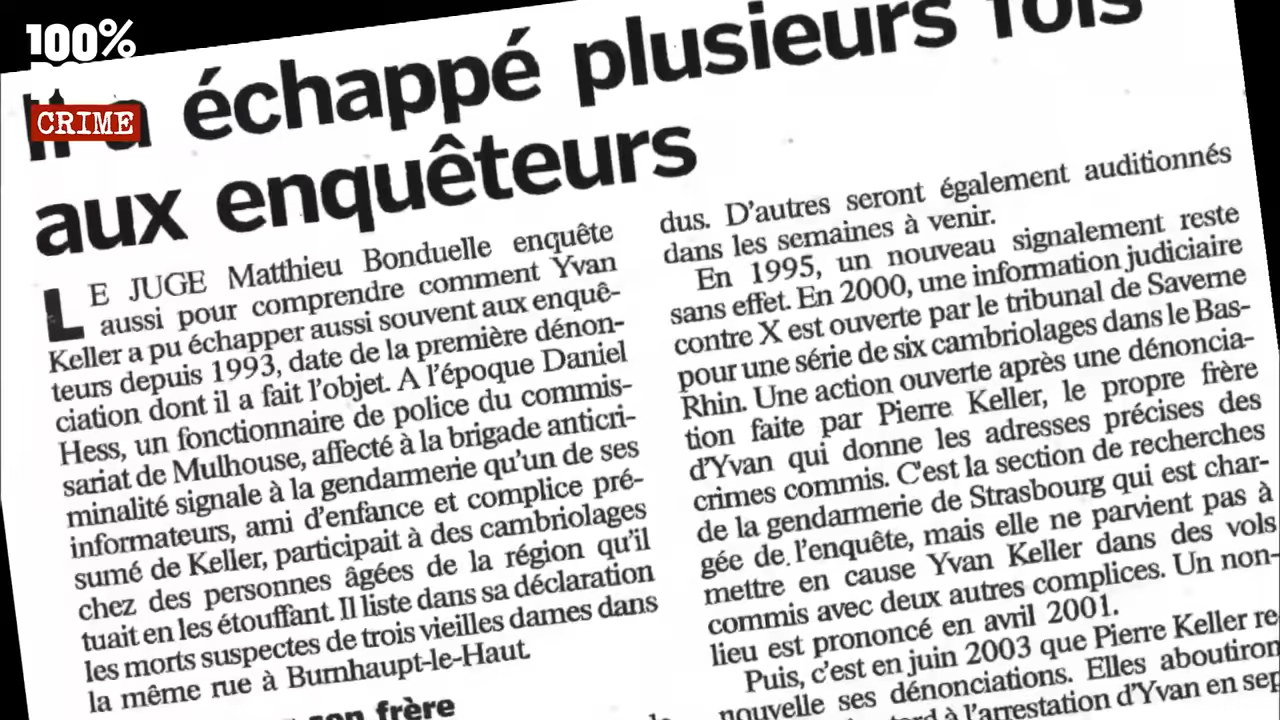 100%
CRIME
Il a échappé plusieurs fois
aux enquêteurs
LE JUGE Matthieu Bonduelle enquête
aussi pour comprendre comment Yvan
Keller a pu échapper aussi souvent aux enquê-
teurs depuis 1993, date de la première dénon-
ciation dont il a fait l'objet. A l'époque Daniel
Hess, un fonctionnaire de police du commis-
sariat de Mulhouse, affecté à la brigade anticri-
minalité signale à la gendarmerie qu'un de ses
informateurs, ami d'enfance et complice pré-
sumé de Keller, participait à des cambriolages
chez des personnes âgées de la région qu'il
tuait en les étouffant. Il liste dans sa déclaration
les morts suspectes de trois vieilles dames dans
la même rue à Burnhaupt-le-Haut.
son frère
dus. D'autres seront également auditionnés
dans les semaines à venir.
En 1995, un nouveau signalement reste
sans effet. En 2000, une information judiciaire
contre X est ouverte par le tribunal de Saverne
pour une série de six cambriolages dans le Bas-
Rhin. Une action ouverte après une dénoncia-
tion faite par Pierre Keller, le propre frère
d'Yvan qui donne les adresses précises des
crimes commis. C'est la section de recherches
de la gendarmerie de Strasbourg qui est char-
gée de l'enquête, mais elle ne parvient pas à
mettre en cause Yvan Keller dans des vols
commis avec deux autres complices. Un non-
lieu est prononcé en avril 2001.
Puis, c'est en juin 2003 que Pierre Keller re
nouvelle ses dénonciations. Elles aboutiron
à l'arrestation d'Yvan en sep